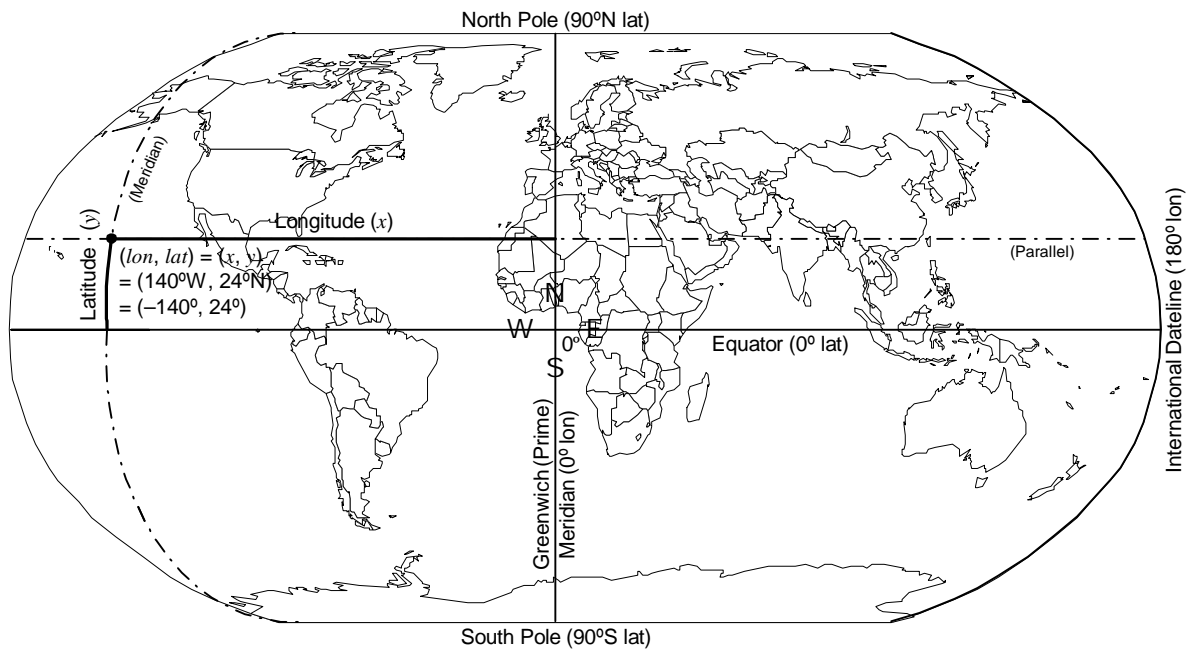 North Pole (90ºN lat)
(Meridian)
Longitude (x)
Latitude (y)
(lon, lat) = (x, y)
= (140ºW, 24ºN)
= (–140º, 24º)
(Parallel)
N
W
E
S
0º
Equator (0º lat)
International Dateline (180º lon)
Greenwich (Prime)
Meridian (0º lon)
South Pole (90ºS lat)